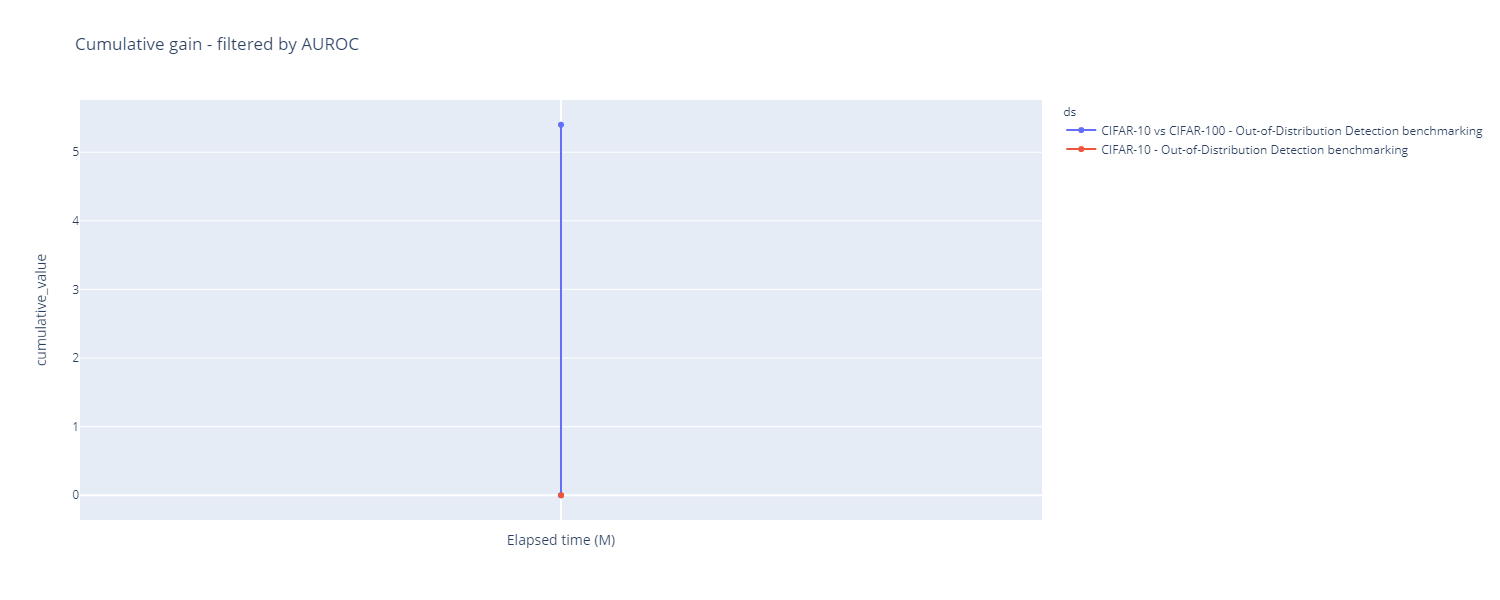 Cumulative gain - filtered by AUROC
ds
CIFAR-10 vs CIFAR-100 - Out-of-Distribution Detection benchmarking
CIFAR-10 - Out-of-Distribution Detection benchmarking
5
4
3
2
1
0
cumulative_value
Elapsed time (M)